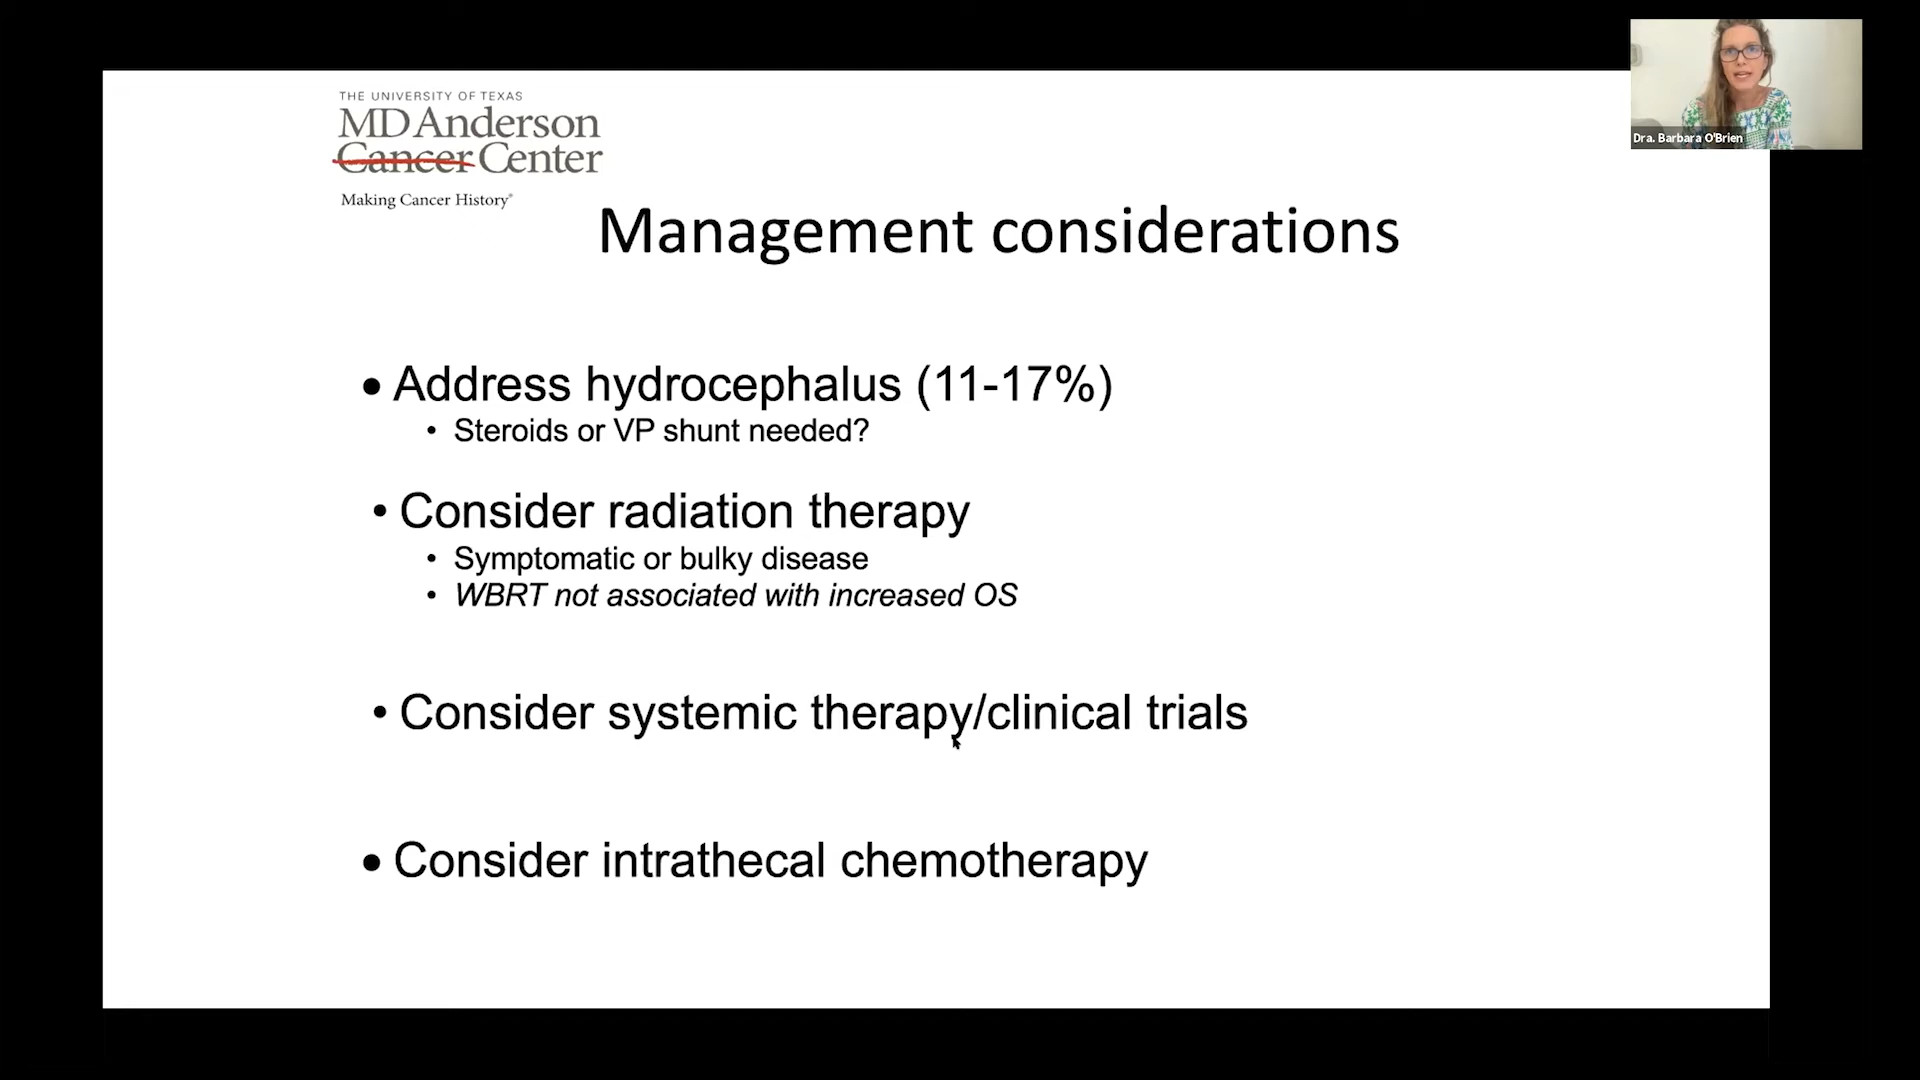 THE UNIVERSITY OF TEXAS
MD Anderson
Cancer Center
Making Cancer History®
Dra. Barbara O'Brien
Management considerations
• Address hydrocephalus (11-17%)
• Steroids or VP shunt needed?
• Consider radiation therapy
• Symptomatic or bulky disease
• WBRT not associated with increased OS
• Consider systemic therapy/clinical trials
• Consider intrathecal chemotherapy